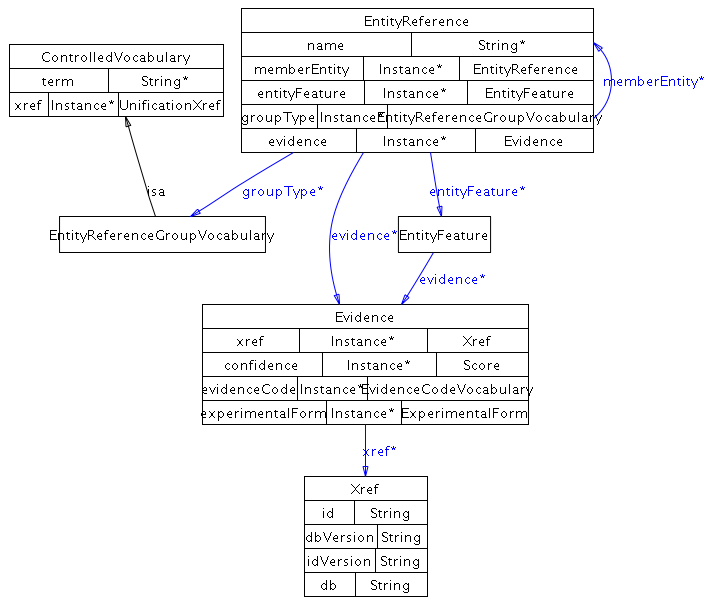 EntityReference
name String*
memberEntity Instance* EntityReference
entityFeature Instance* EntityFeature
groupType Instance* EntityReferenceGroupVocabulary
evidence Instance* Evidence
ControlledVocabulary
term String*
xref Instance* UnificationXref
memberEntity*
isa
groupType*
entityFeature*
EntityReferenceGroupVocabulary
evidence*
EntityFeature
evidence*
Evidence
xref Instance* Xref
confidence Instance* Score
evidenceCode Instance* EvidenceCodeVocabulary
experimentalForm Instance* ExperimentalForm
xref*
Xref
id String
dbVersion String
idVersion String
db String